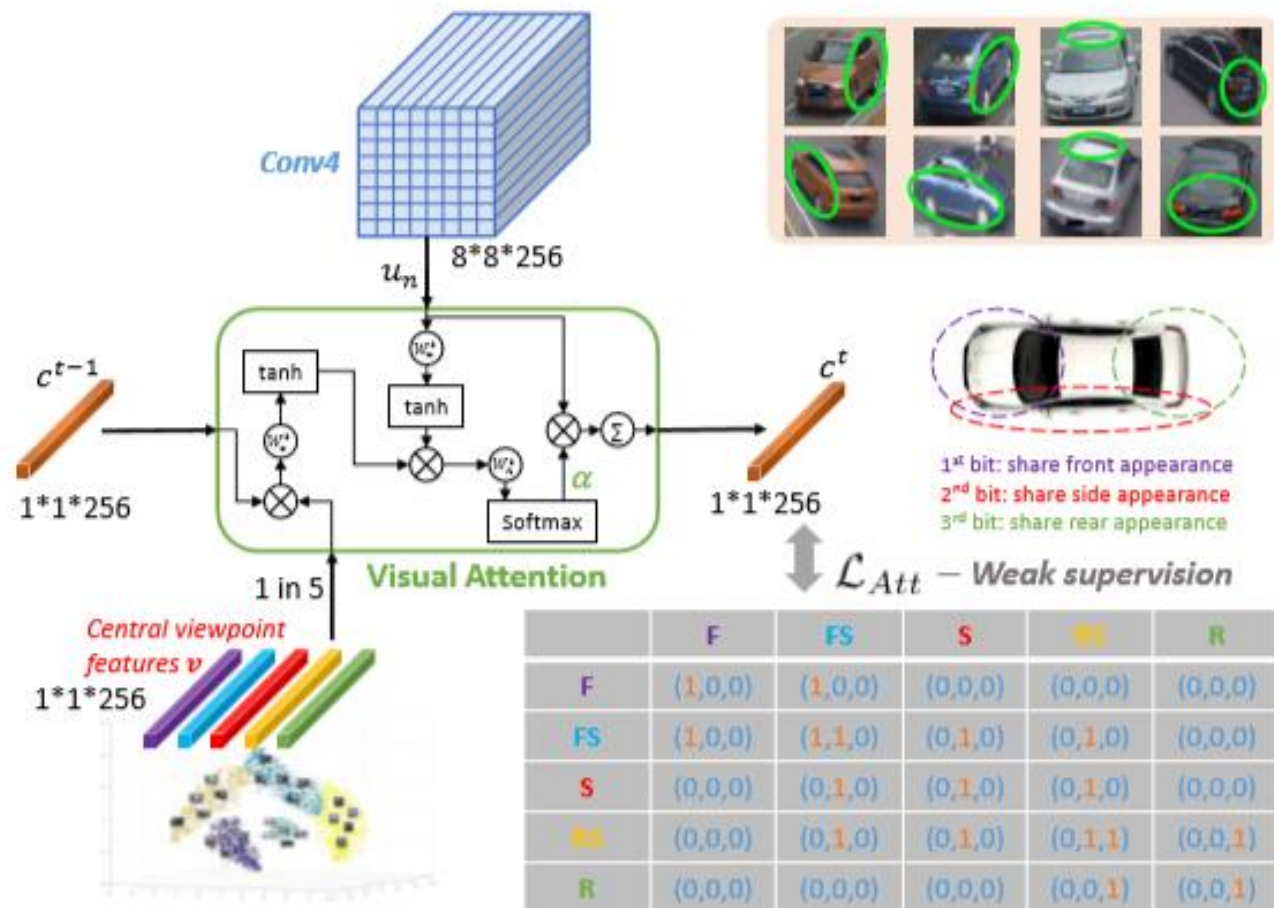 Conv4
8*8*256
uₙ
cᵗ⁻¹
tanh
tanh
cᵗ
Σ
α
Softmax
1*1*256
1*1*256
Visual Attention
1 in 5
1ˢᵗ bit: share front appearance
2ⁿᵈ bit: share side appearance
3ʳᵈ bit: share rear appearance
ℒ_Att – Weak supervision
Central viewpoint
features v
1*1*256
F FS S RS R
F (1,0,0) (1,0,0) (0,0,0) (0,0,0) (0,0,0)
FS (1,0,0) (1,1,0) (0,1,0) (0,1,0) (0,0,0)
S (0,0,0) (0,1,0) (0,1,0) (0,1,0) (0,0,0)
RS (0,0,0) (0,1,0) (0,1,0) (0,1,1) (0,0,1)
R (0,0,0) (0,0,0) (0,0,0) (0,0,1) (0,0,1)